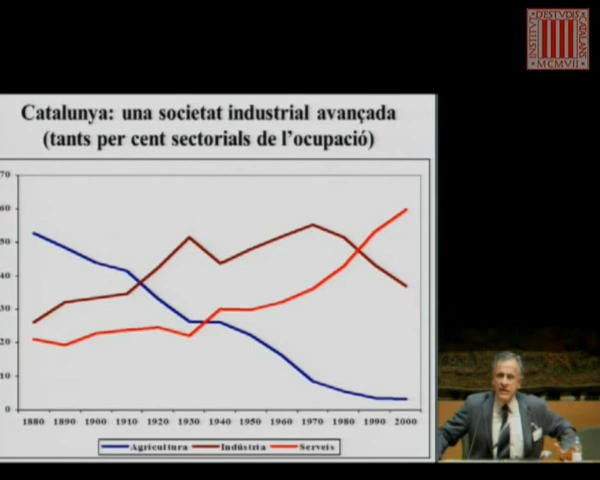 INSTITVT D'ESTVDIS CATALANS
MCMVII
Catalunya: una societat industrial avançada
(tants per cent sectorials de l'ocupació)
70
60
50
40
30
20
10
0
1880 1890 1900 1910 1920 1930 1940 1950 1960 1970 1980 1990 2000
Agricultura Indústria Serveis